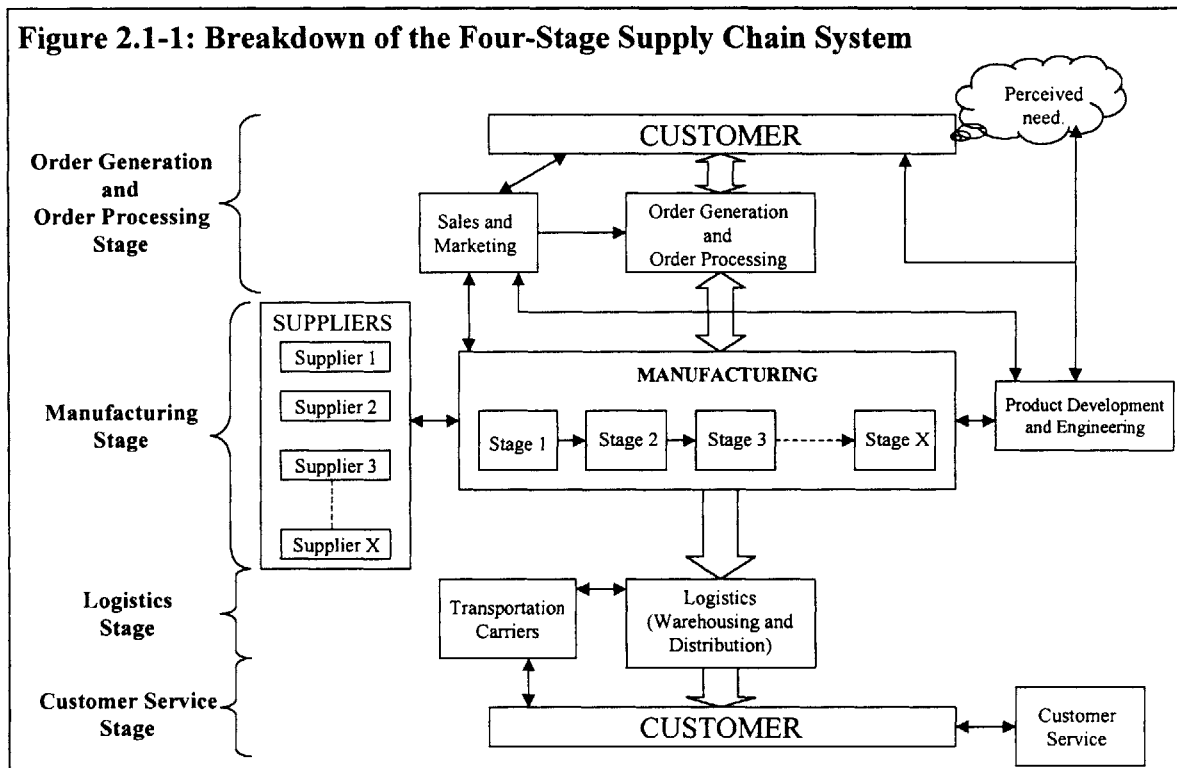 Figure 2.1-1: Breakdown of the Four-Stage Supply Chain System
Perceived
need.
CUSTOMER
Order Generation
and
Order Processing
Stage
Sales and
Marketing
Order Generation
and
Order Processing
SUPPLIERS
Supplier 1
Supplier 2
Supplier 3
Supplier X
Manufacturing
Stage
MANUFACTURING
Stage 1
Stage 2
Stage 3
Stage X
Product Development
and Engineering
Logistics
Stage
Transportation
Carriers
Logistics
(Warehousing and
Distribution)
Customer Service
Stage
CUSTOMER
Customer
Service